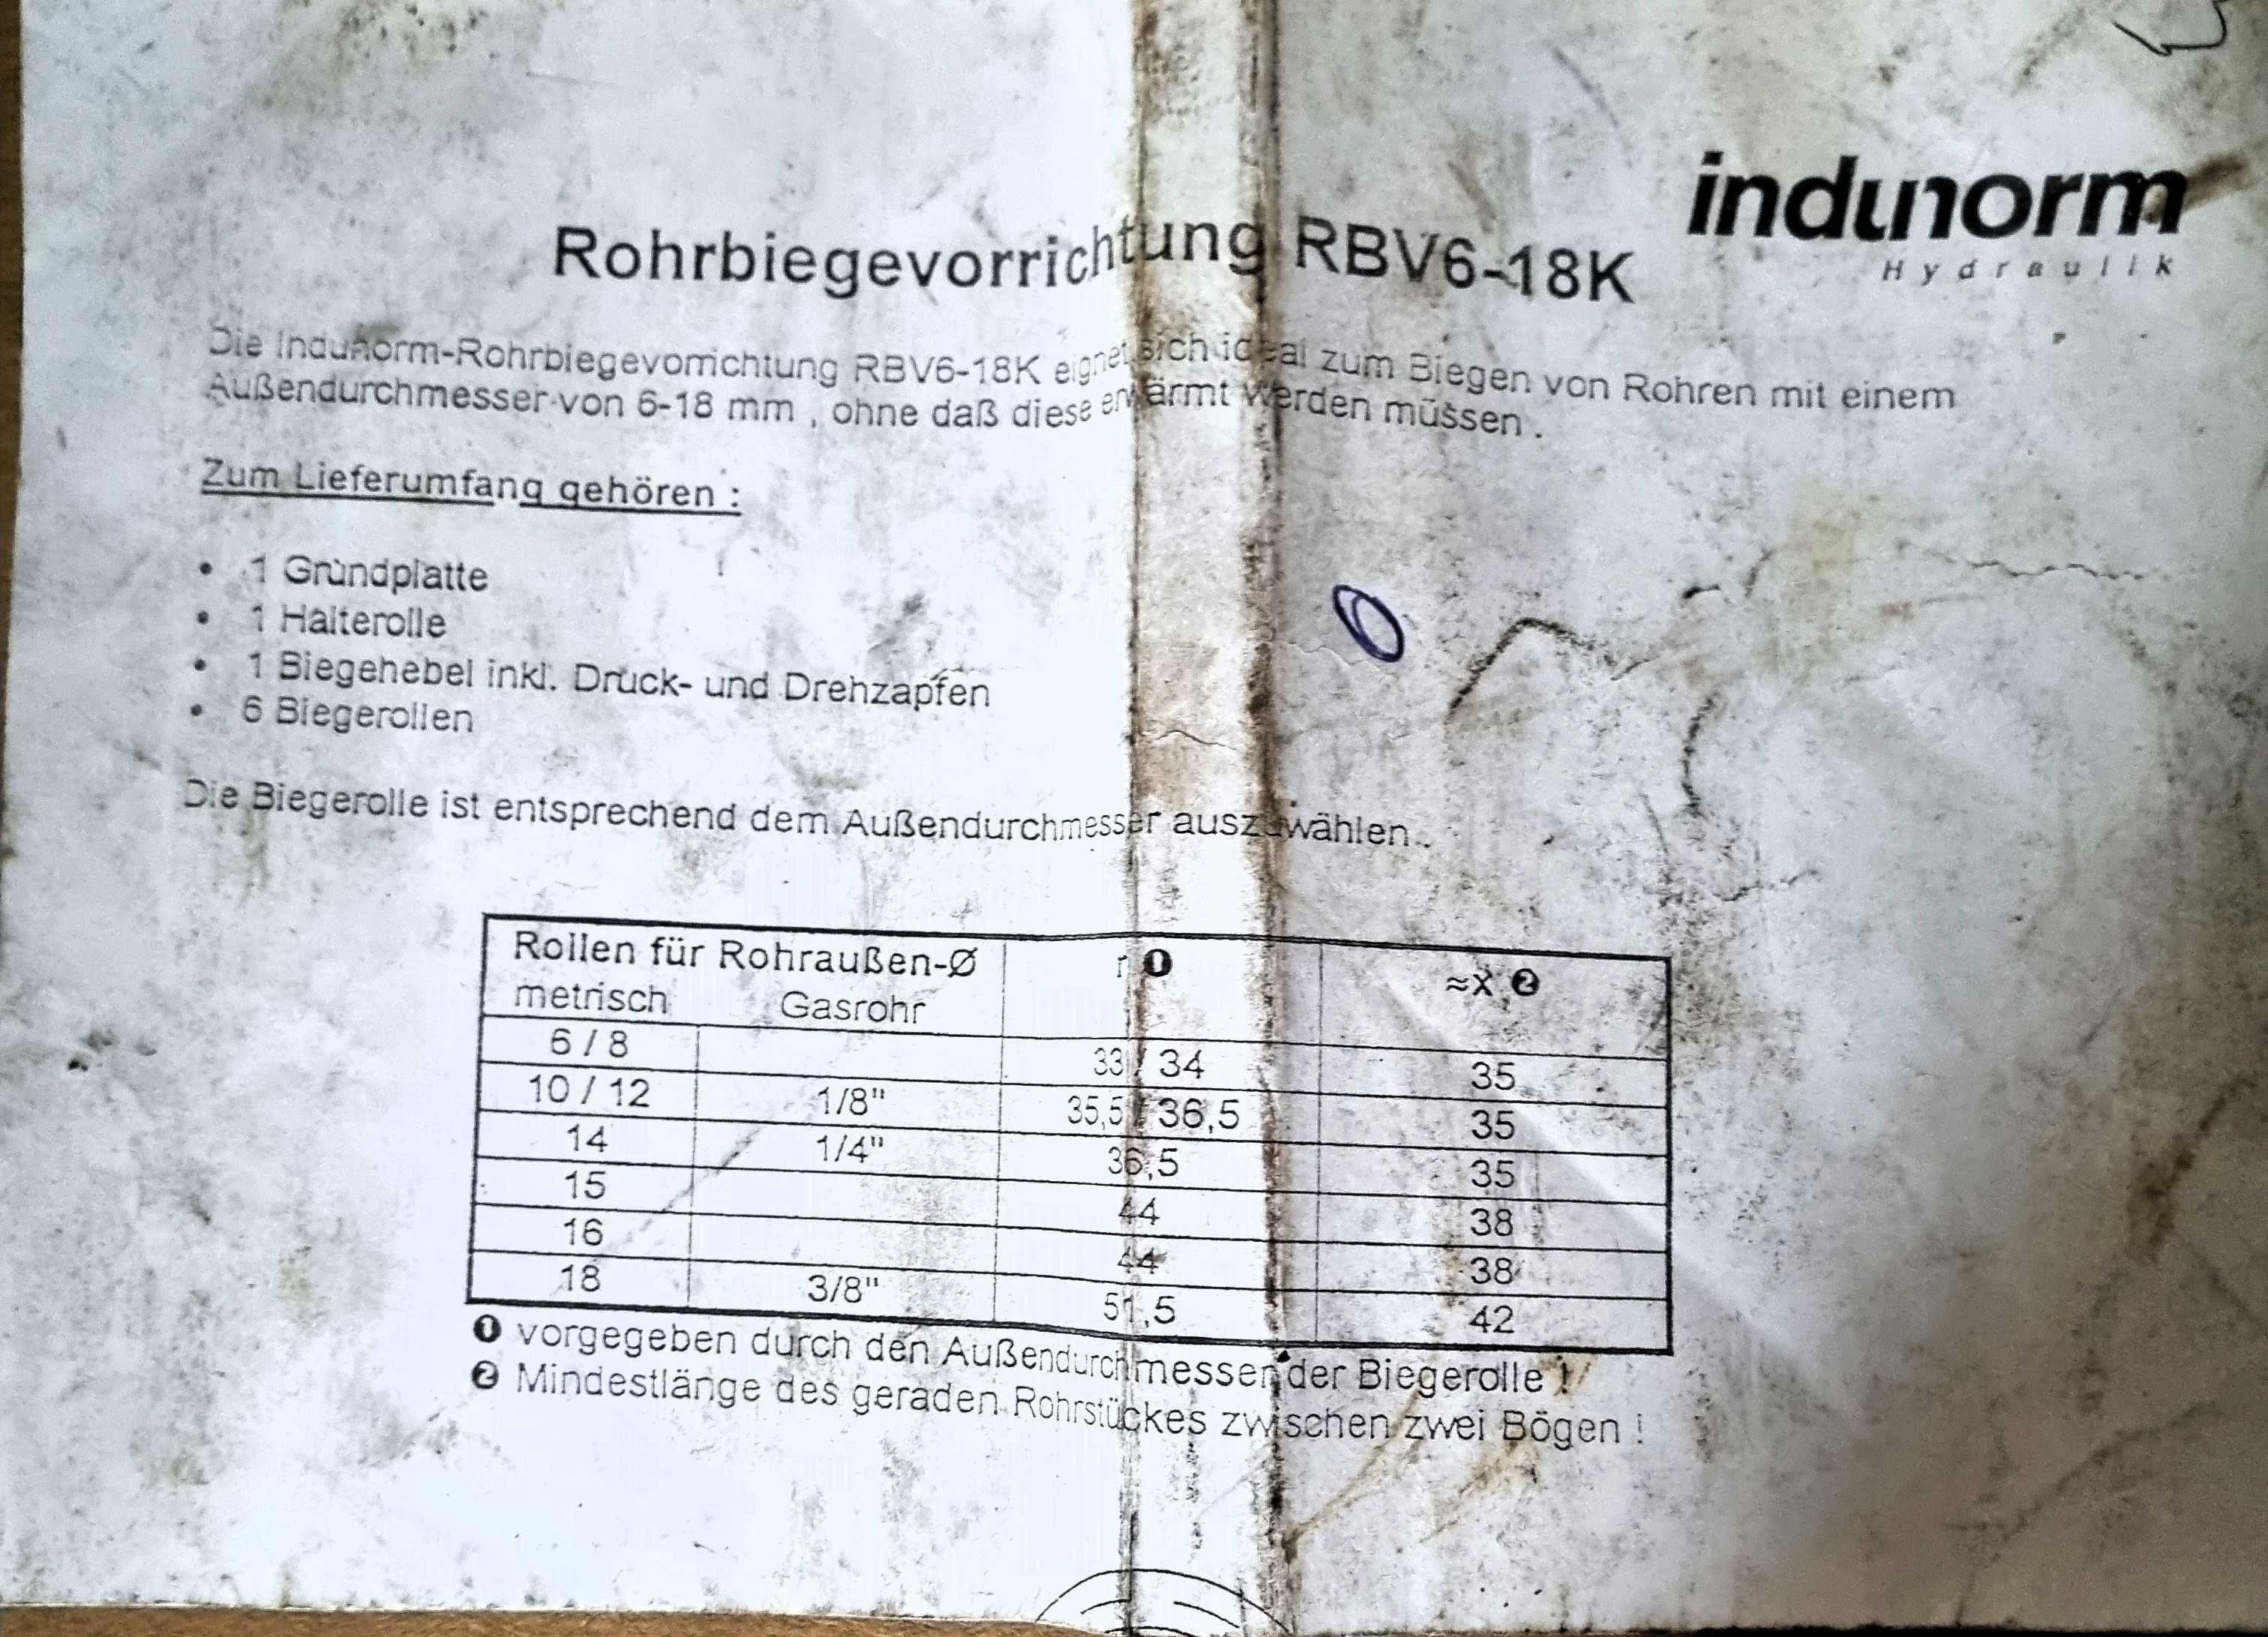 indunorm
Hydraulik
Rohrbiegevorrichtung RBV6-18K
Die Indunorm-Rohrbiegevorrichtung RBV6-18K eignet sich ideal zum Biegen von Rohren mit einem
Außendurchmesser von 6-18 mm , ohne daß diese erwärmt werden müssen .
Zum Lieferumfang gehören :
• 1 Grundplatte
• 1 Halterolle
• 1 Biegehebel inkl. Druck- und Drehzapfen
• 6 Biegerollen
Die Biegerolle ist entsprechend dem Außendurchmesser auszuwählen .
Rollen für Rohraußen-Ø r ❶ ≈x ❷
metrisch Gasrohr
6 / 8 33 / 34 35
10 / 12 1/8" 35,5 / 36,5 35
14 1/4" 36,5 35
15 44 38
16 44 38
18 3/8" 51,5 42
❶ vorgegeben durch den Außendurchmesser der Biegerolle !
❷ Mindestlänge des geraden Rohrstückes zwischen zwei Bögen !